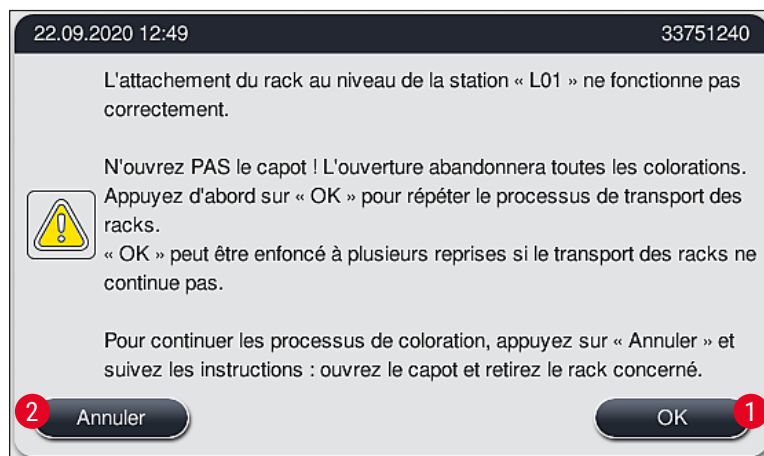 22.09.2020 12:49 33751240
L'attachement du rack au niveau de la station « L01 » ne fonctionne pas
correctement.
N'ouvrez PAS le capot ! L'ouverture abandonnera toutes les colorations.
Appuyez d'abord sur « OK » pour répéter le processus de transport des
racks.
« OK » peut être enfoncé à plusieurs reprises si le transport des racks ne
continue pas.
Pour continuer les processus de coloration, appuyez sur « Annuler » et
suivez les instructions : ouvrez le capot et retirez le rack concerné.
2 Annuler OK 1